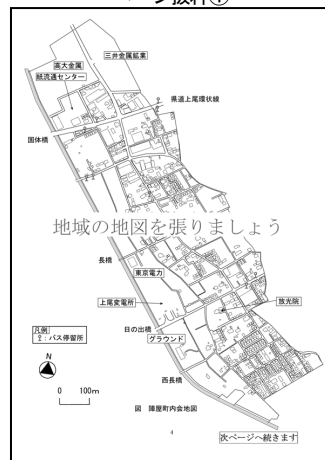 三井金属鉱業
高大金属
紙流通センター
県道上尾環状線
国体橋
地域の地図を張りましょう
長橋
東京電力
上尾変電所
放光院
凡例
：バス停留所
日の出橋
グラウンド
N
西長橋
0 100m
図 陣屋町内会地図
4
次ページへ続きます